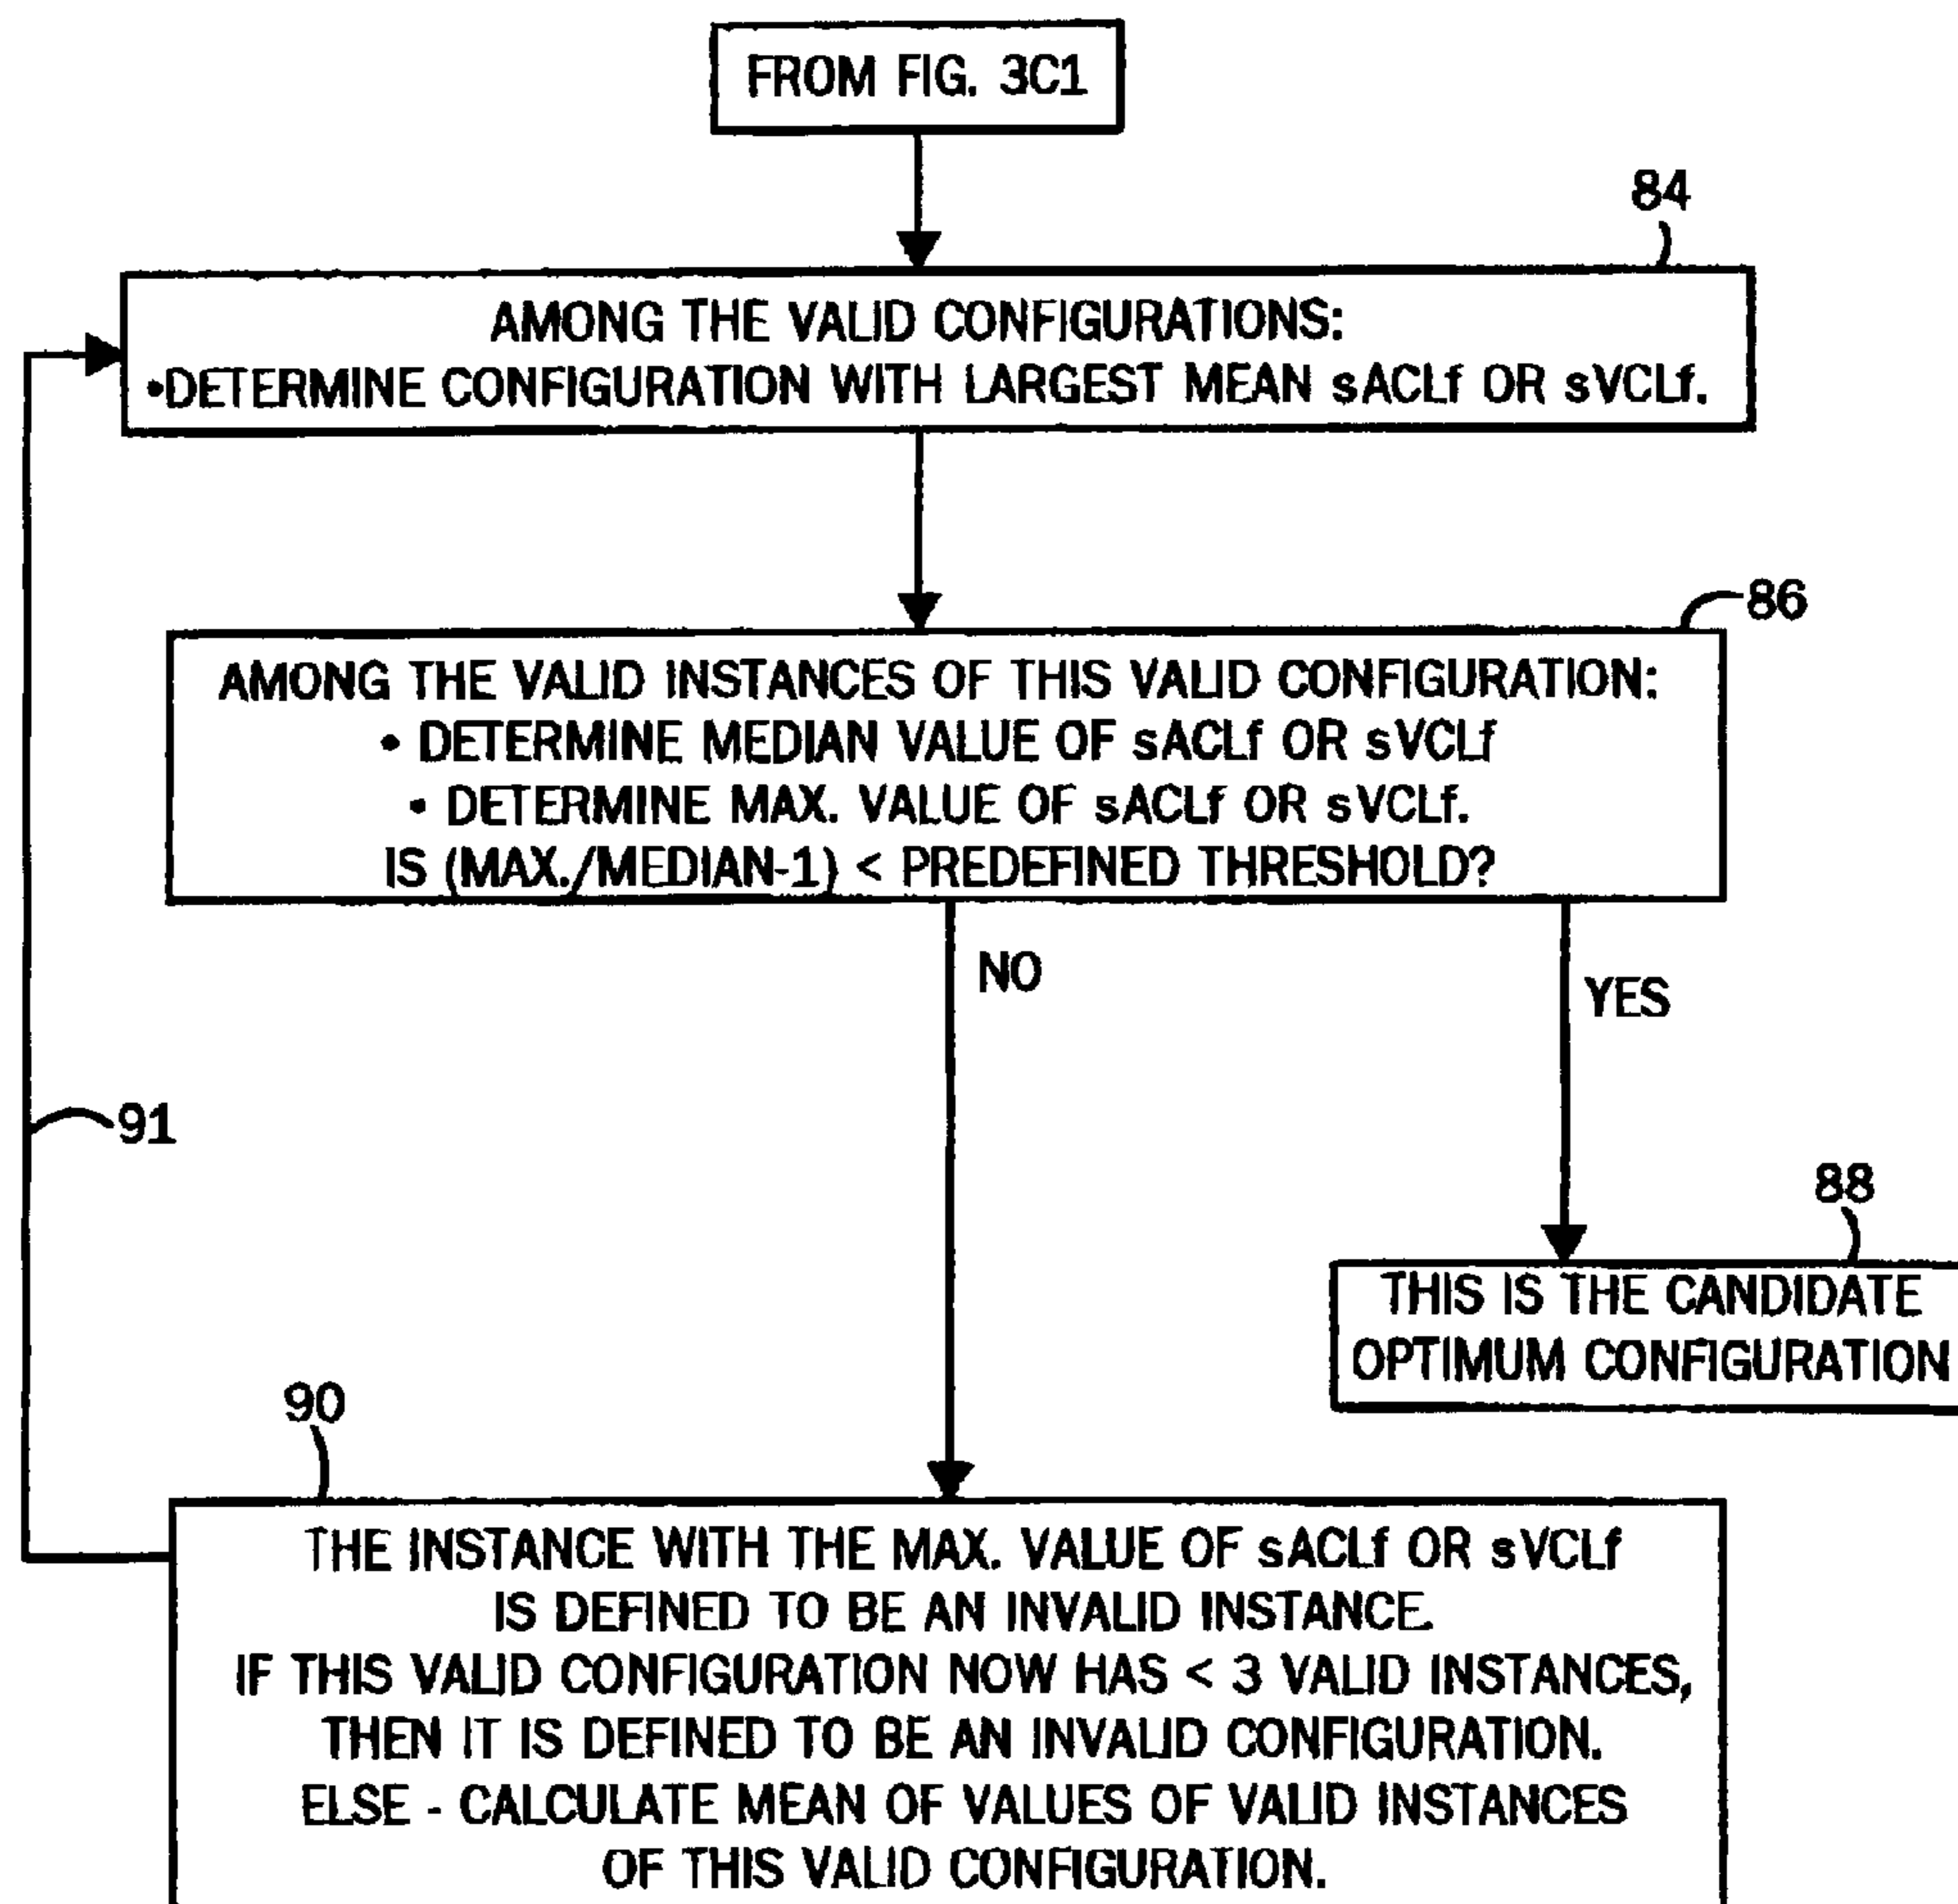 FROM FIG. 3C1
84
AMONG THE VALID CONFIGURATIONS:
•DETERMINE CONFIGURATION WITH LARGEST MEAN sACLf OR sVCLf.
86
AMONG THE VALID INSTANCES OF THIS VALID CONFIGURATION:
• DETERMINE MEDIAN VALUE OF sACLf OR sVCLf
• DETERMINE MAX. VALUE OF sACLf OR sVCLf.
IS (MAX./MEDIAN-1) < PREDEFINED THRESHOLD?
NO
YES
91
88
THIS IS THE CANDIDATE
OPTIMUM CONFIGURATION
90
THE INSTANCE WITH THE MAX. VALUE OF sACLf OR sVCLf
IS DEFINED TO BE AN INVALID INSTANCE.
IF THIS VALID CONFIGURATION NOW HAS < 3 VALID INSTANCES,
THEN IT IS DEFINED TO BE AN INVALID CONFIGURATION.
ELSE - CALCULATE MEAN OF VALUES OF VALID INSTANCES
OF THIS VALID CONFIGURATION.